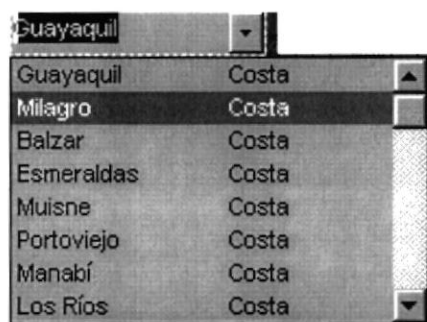 Guayaquil
Guayaquil Costa
Milagro Costa
Balzar Costa
Esmeraldas Costa
Muisne Costa
Portoviejo Costa
Manabí Costa
Los Ríos Costa